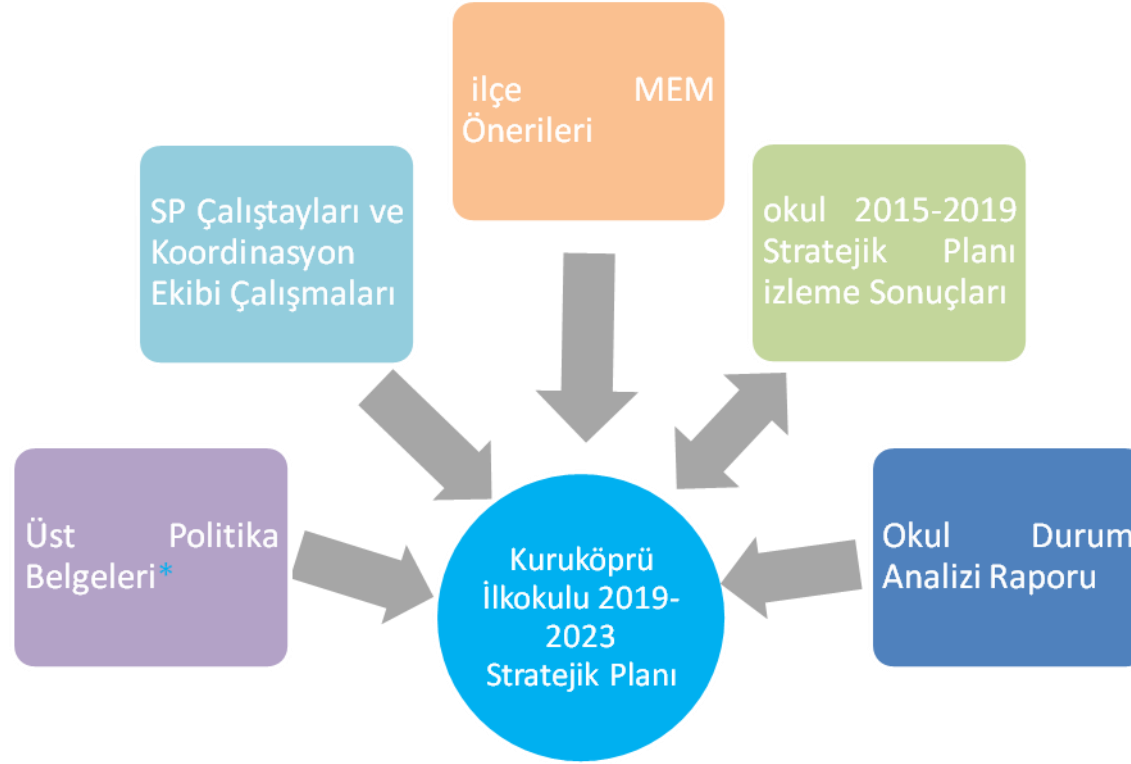 ilçe MEM
Önerileri
SP Çalıştayları ve
Koordinasyon
Ekibi Çalışmaları
okul 2015-2019
Stratejik Planı
izleme Sonuçları
Üst Politika
Belgeleri*
Okul Durum
Analizi Raporu
Kuruköprü
İlkokulu 2019-
2023
Stratejik Planı